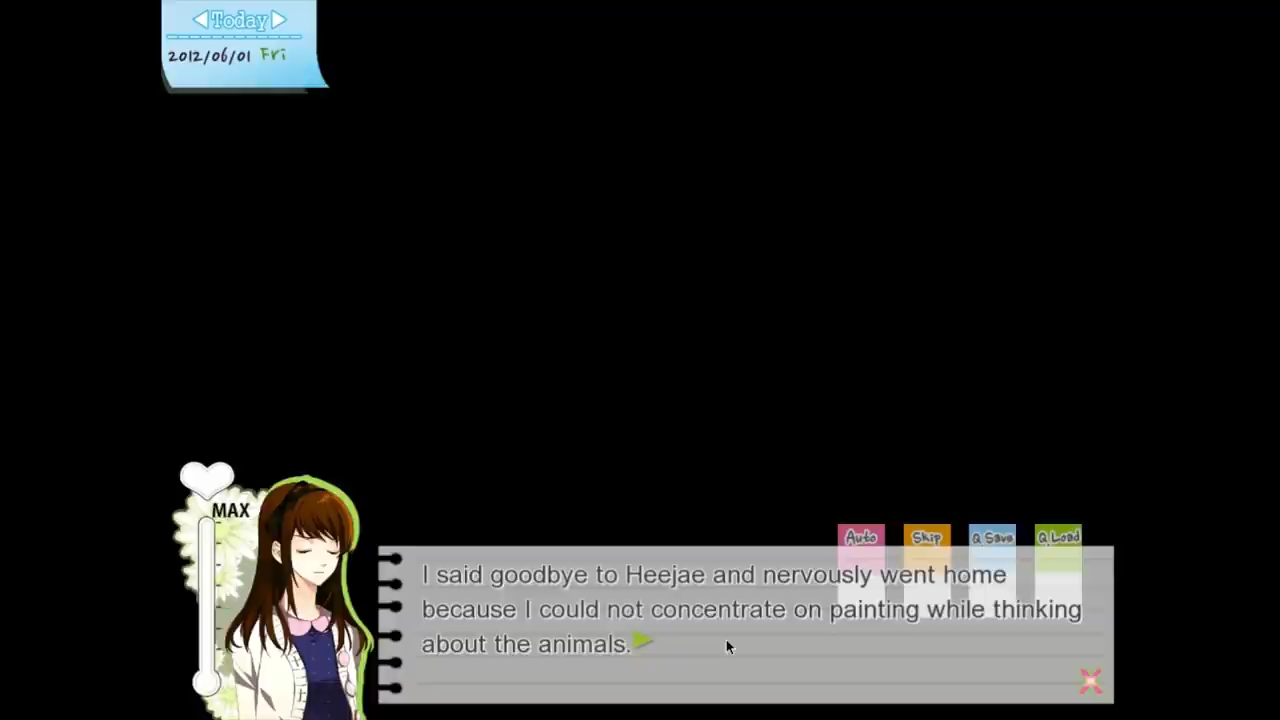 Today
2012/06/01 Fri
MAX
Auto Skip Q Save Q Load
I said goodbye to Heejae and nervously went home
because I could not concentrate on painting while thinking
about the animals.